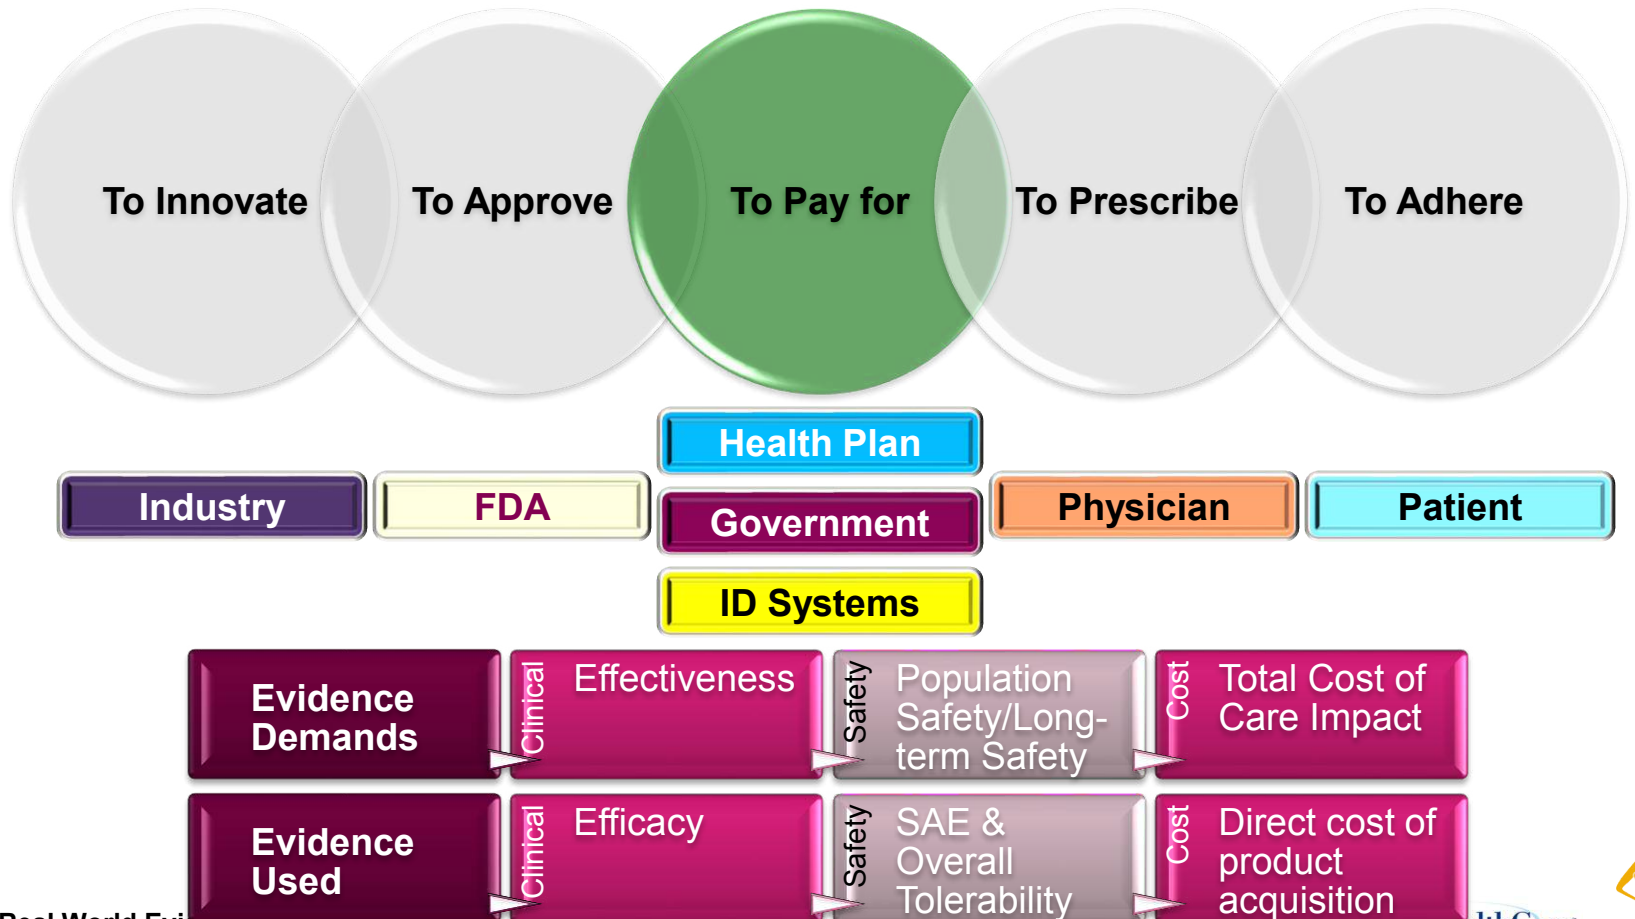 To Innovate
To Approve
To Pay for
To Prescribe
To Adhere
Health Plan
Industry
FDA
Government
Physician
Patient
ID Systems
Evidence
Demands
Clinical
Effectiveness
Safety
Population
Safety/Long-
term Safety
Cost
Total Cost of
Care Impact
Evidence
Used
Clinical
Efficacy
Safety
SAE &
Overall
Tolerability
Cost
Direct cost of
product
acquisition
Real World